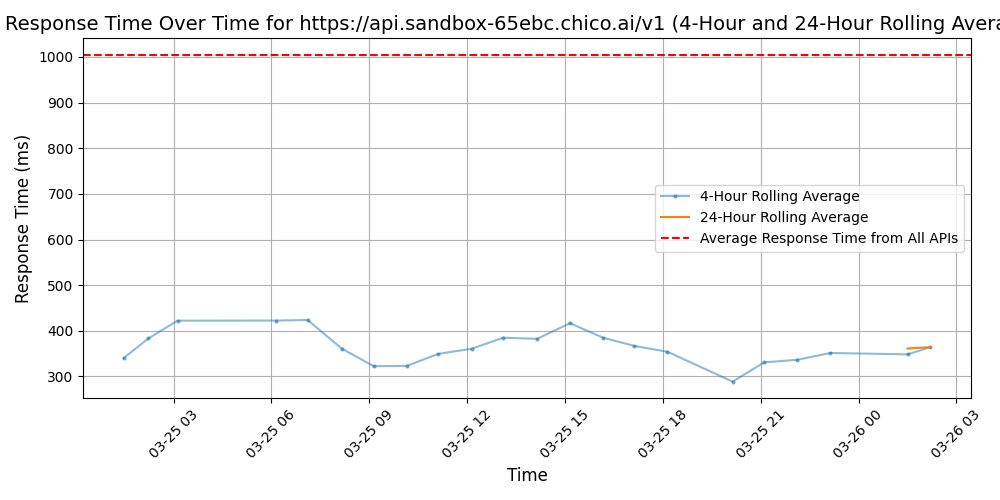 Response Time Over Time for https://api.sandbox-65ebc.chico.ai/v1 (4-Hour and 24-Hour Rolling Avera
Response Time (ms)
1000
900
800
700
600
500
400
300
4-Hour Rolling Average
24-Hour Rolling Average
Average Response Time from All APIs
03-25 03
03-25 06
03-25 09
03-25 12
03-25 15
03-25 18
03-25 21
03-26 00
03-26 03
Time